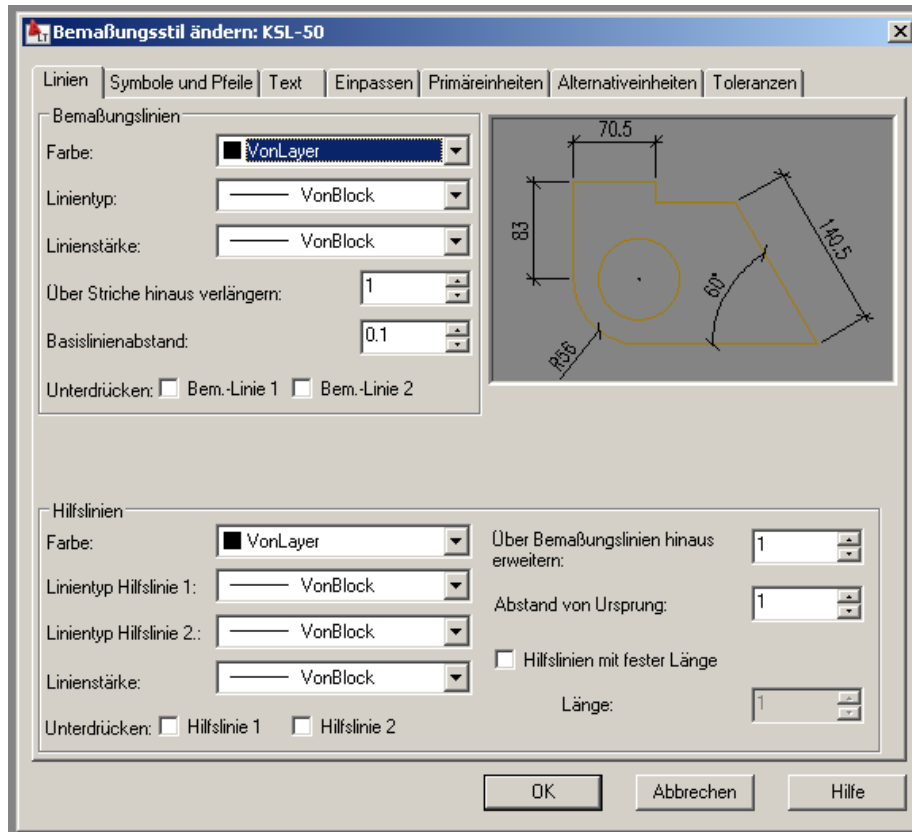 LT Bemaßungsstil ändern: KSL-50
Linien Symbole und Pfeile Text Einpassen Primäreinheiten Alternativeinheiten Toleranzen
Bemaßungslinien
Farbe: VonLayer
Linientyp: VonBlock
Linienstärke: VonBlock
Über Striche hinaus verlängern: 1
Basislinienabstand: 0.1
Unterdrücken: Bem.-Linie 1 Bem.-Linie 2
70.5
83
140.5
60°
R56
Hilfslinien
Farbe: VonLayer
Linientyp Hilfslinie 1: VonBlock
Linientyp Hilfslinie 2.: VonBlock
Linienstärke: VonBlock
Unterdrücken: Hilfslinie 1 Hilfslinie 2
Über Bemaßungslinien hinaus
erweitern: 1
Abstand von Ursprung: 1
Hilfslinien mit fester Länge
Länge: 1
OK Abbrechen Hilfe